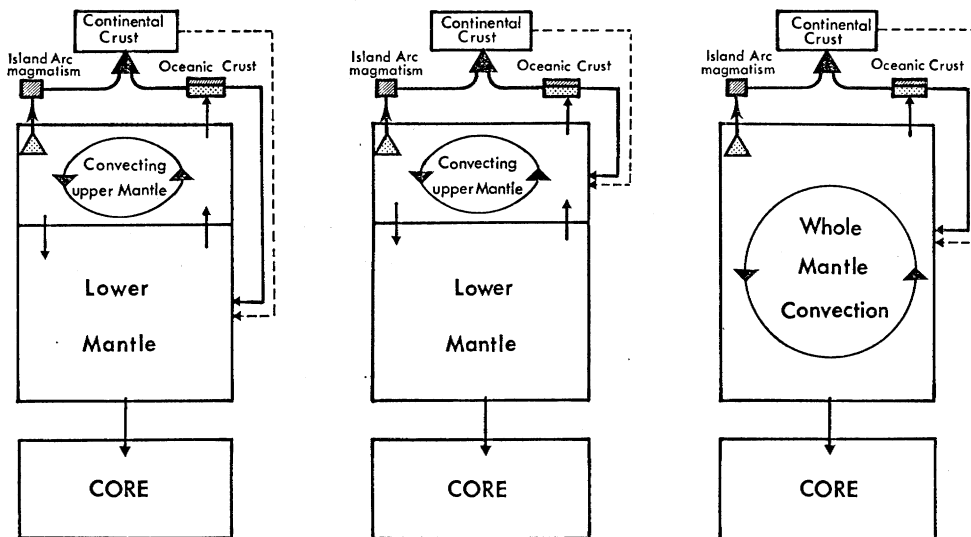 Continental
Crust
Island Arc
magmatism
Oceanic Crust
Convecting
upper Mantle
Lower
Mantle
CORE
Continental
Crust
Island Arc
magmatism
Oceanic Crust
Convecting
upper Mantle
Lower
Mantle
CORE
Continental
Crust
Island Arc
magmatism
Oceanic Crust
Whole
Mantle
Convection
CORE